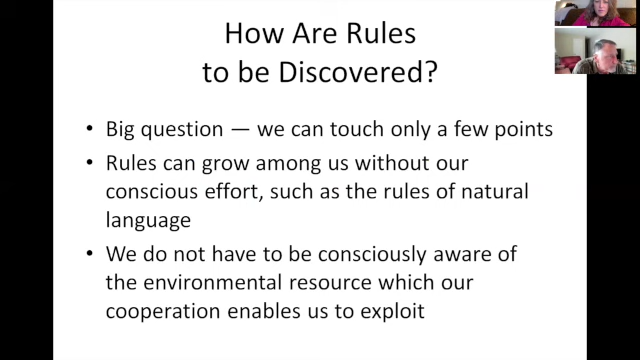 How Are Rules
to be Discovered?
• Big question — we can touch only a few points
• Rules can grow among us without our
conscious effort, such as the rules of natural
language
• We do not have to be consciously aware of
the environmental resource which our
cooperation enables us to exploit